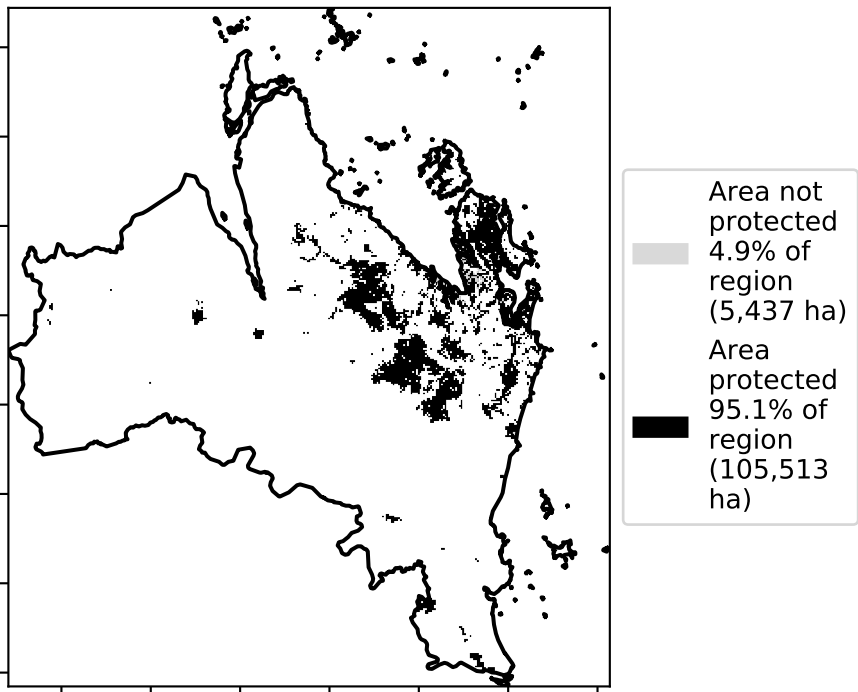 Area not
protected
4.9% of
region
(5,437 ha)
Area
protected
95.1% of
region
(105,513
ha)